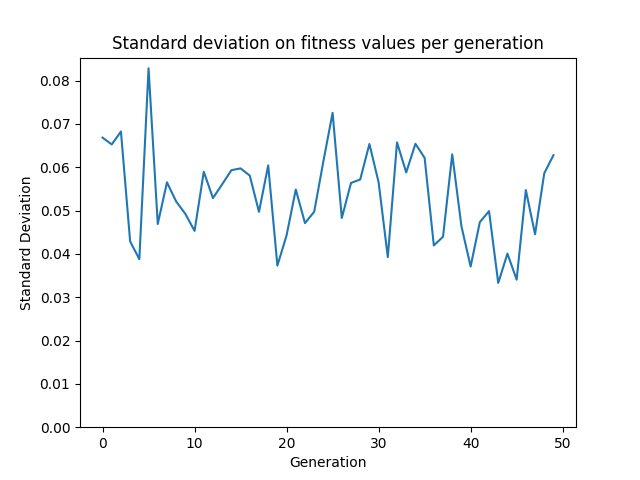 Standard deviation on fitness values per generation
Standard Deviation
0.08
0.07
0.06
0.05
0.04
0.03
0.02
0.01
0.00
0 10 20 30 40 50
Generation